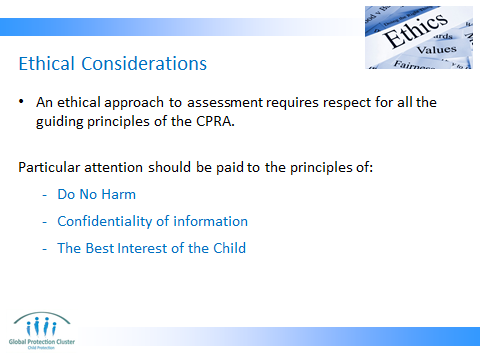 Ethics
ards
Values
Fairness
Ethical Considerations
• An ethical approach to assessment requires respect for all the
guiding principles of the CPRA.
Particular attention should be paid to the principles of:
- Do No Harm
- Confidentiality of information
- The Best Interest of the Child
Global Protection Cluster
Child Protection